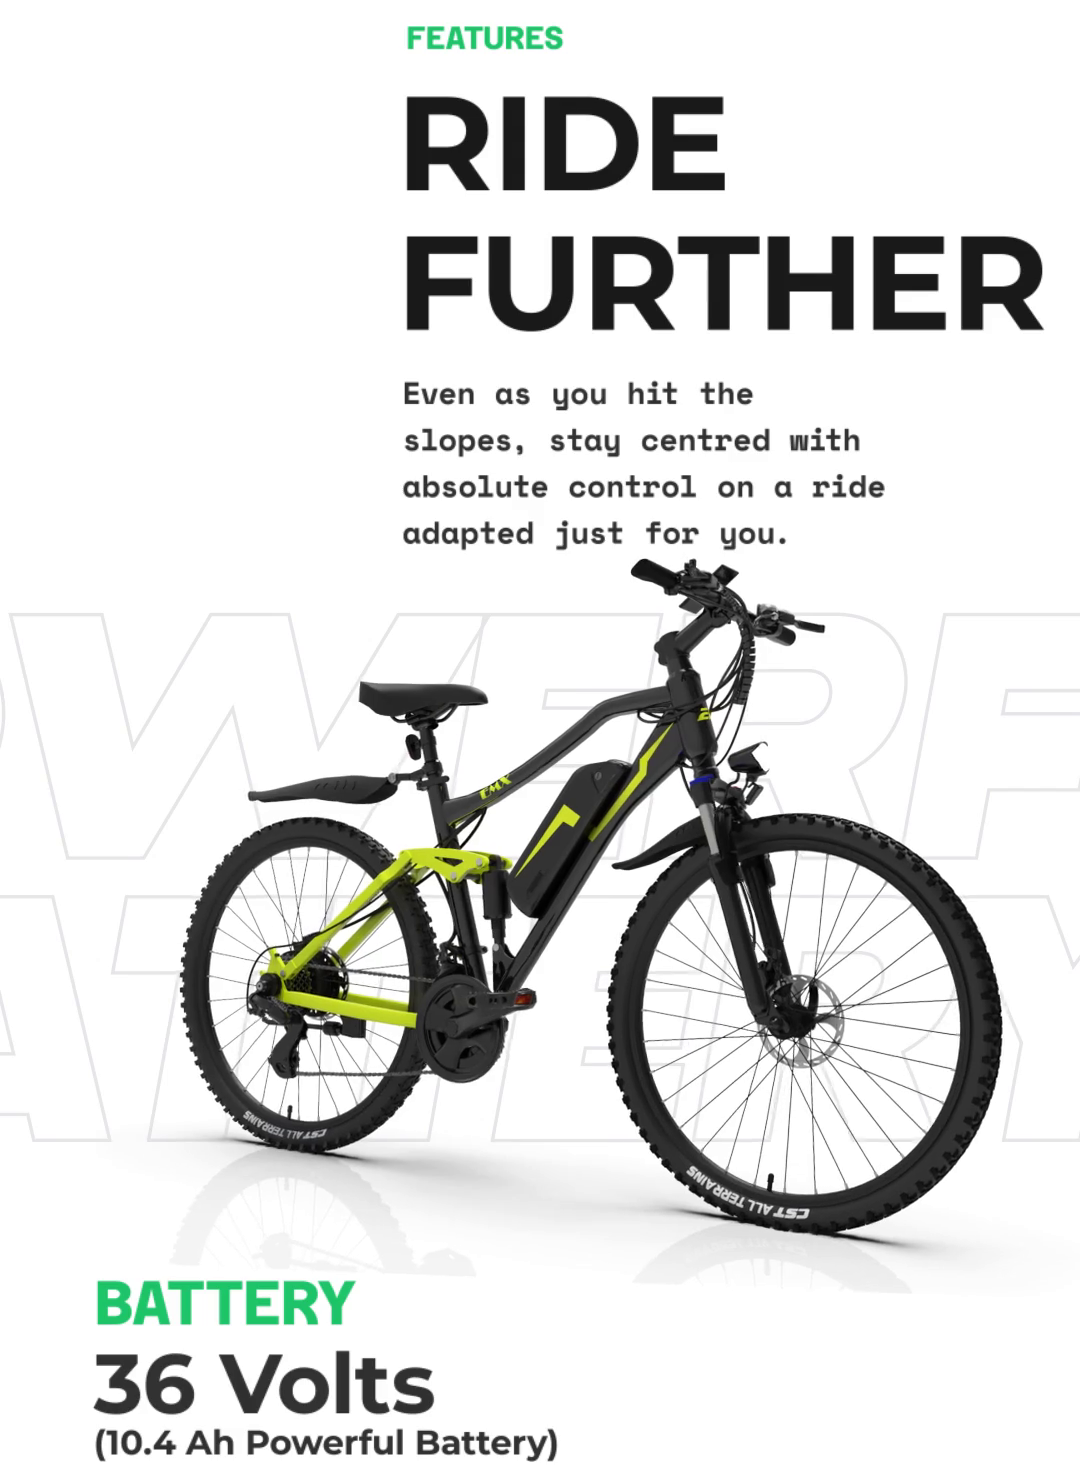 FEATURES
RIDE
FURTHER
Even as you hit the
slopes, stay centred with
absolute control on a ride
adapted just for you.
EMX
CST ALL TERRAINS
CST ALL TERRAINS
BATTERY
36 Volts
(10.4 Ah Powerful Battery)